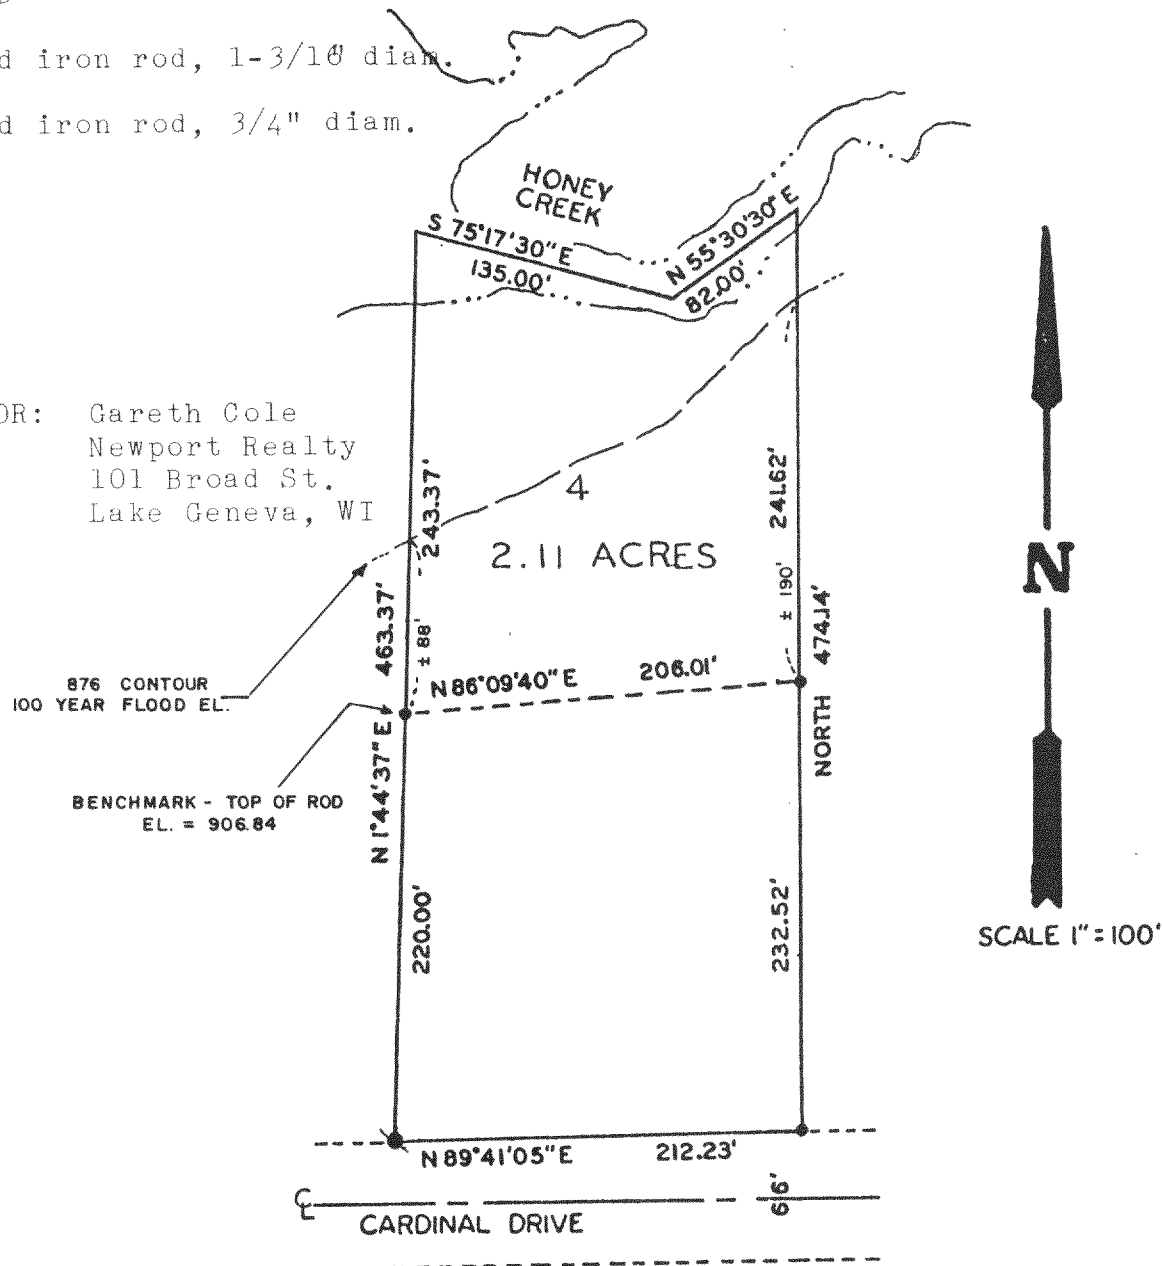 d iron rod, 1-3/16" diam.
d iron rod, 3/4" diam.
HONEY
CREEK
S 75°17'30" E
135.00'
N 55°30'30" E
82.00'
OR: Gareth Cole
Newport Realty
101 Broad St.
Lake Geneva, WI
243.37'
241.62'
4
2.11 ACRES
463.37'
± 88'
± 190'
474.14'
NORTH
N 86°09'40" E 206.01'
876 CONTOUR
100 YEAR FLOOD EL.
BENCHMARK - TOP OF ROD
EL. = 906.84
N 1°44'37" E
220.00'
232.52'
N
SCALE 1" = 100'
N 89°41'05" E 212.23'
66'
CL
CARDINAL DRIVE